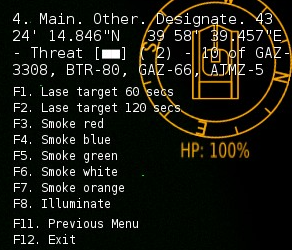 4. Main. Other. Designate. 43
24' 14.846"N   39 58' 39.457"E
- Threat [■■] ( 2) - 10 of GAZ-
3308, BTR-80, GAZ-66, ATMZ-5
F1. Lase target 60 secs
F2. Lase target 120 secs
F3. Smoke red
F4. Smoke blue
F5. Smoke green
F6. Smoke white
F7. Smoke orange
F8. Illuminate
F11. Previous Menu
F12. Exit
HP: 100%